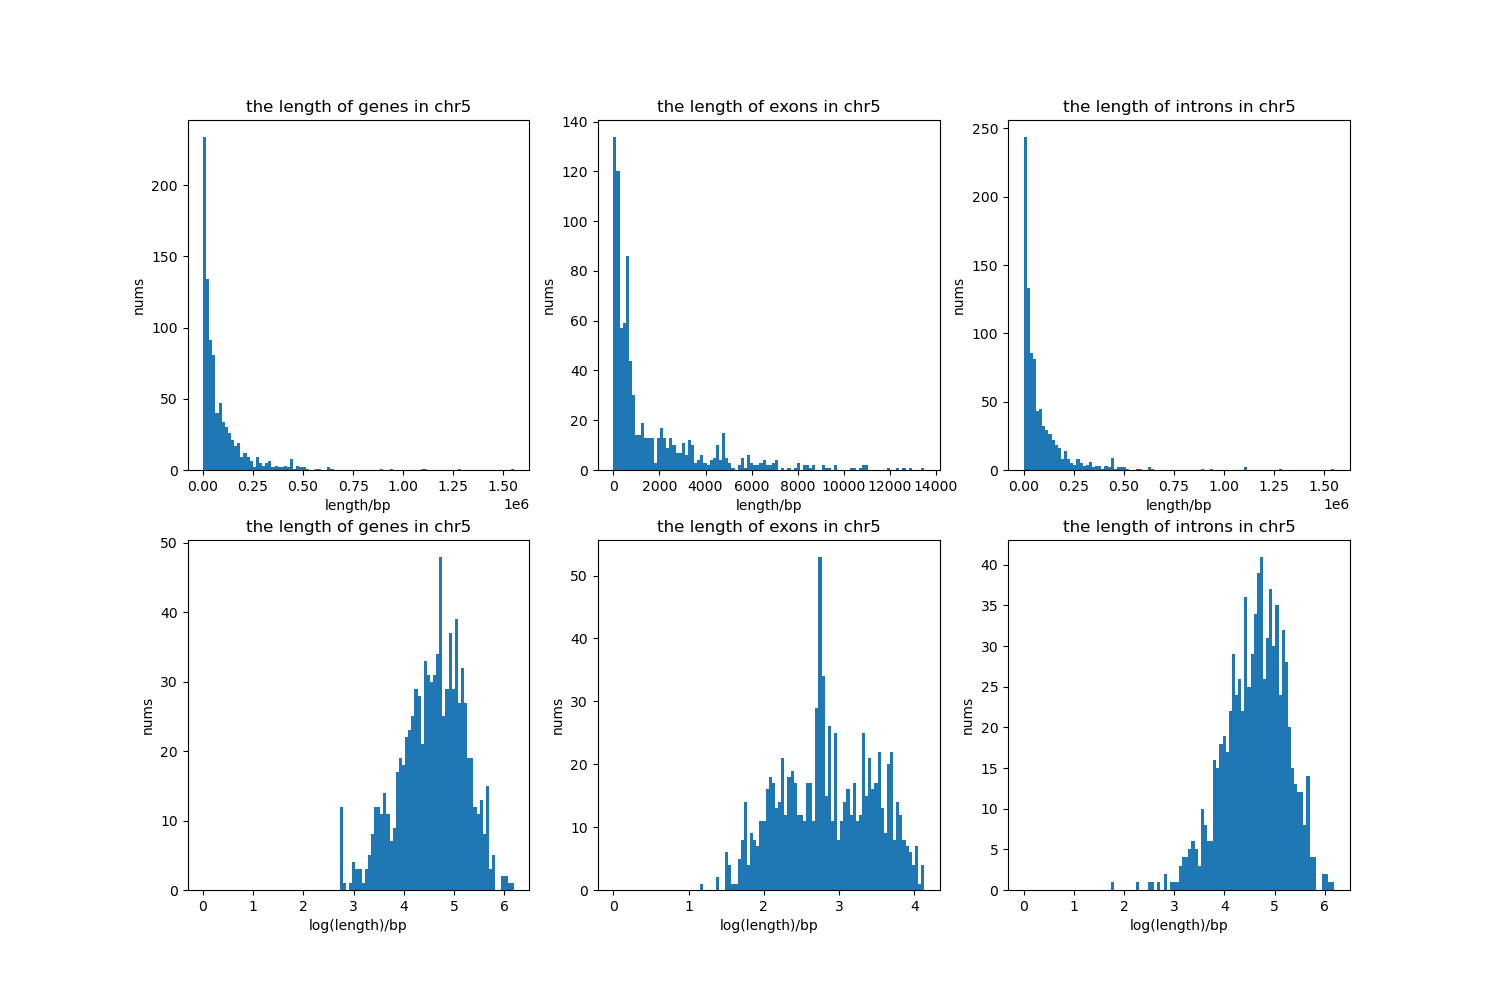 the length of genes in chr5
the length of exons in chr5
the length of introns in chr5
nums
200
150
100
50
0
0.00 0.25 0.50 0.75 1.00 1.25 1.50
length/bp
1e6
nums
140
120
100
80
60
40
20
0
0 2000 4000 6000 8000 10000 12000 14000
length/bp
nums
250
200
150
100
50
0
0.00 0.25 0.50 0.75 1.00 1.25 1.50
length/bp
1e6
the length of genes in chr5
the length of exons in chr5
the length of introns in chr5
nums
50
40
30
20
10
0
0 1 2 3 4 5 6
log(length)/bp
nums
50
40
30
20
10
0
0 1 2 3 4
log(length)/bp
nums
40
35
30
25
20
15
10
5
0
0 1 2 3 4 5 6
log(length)/bp